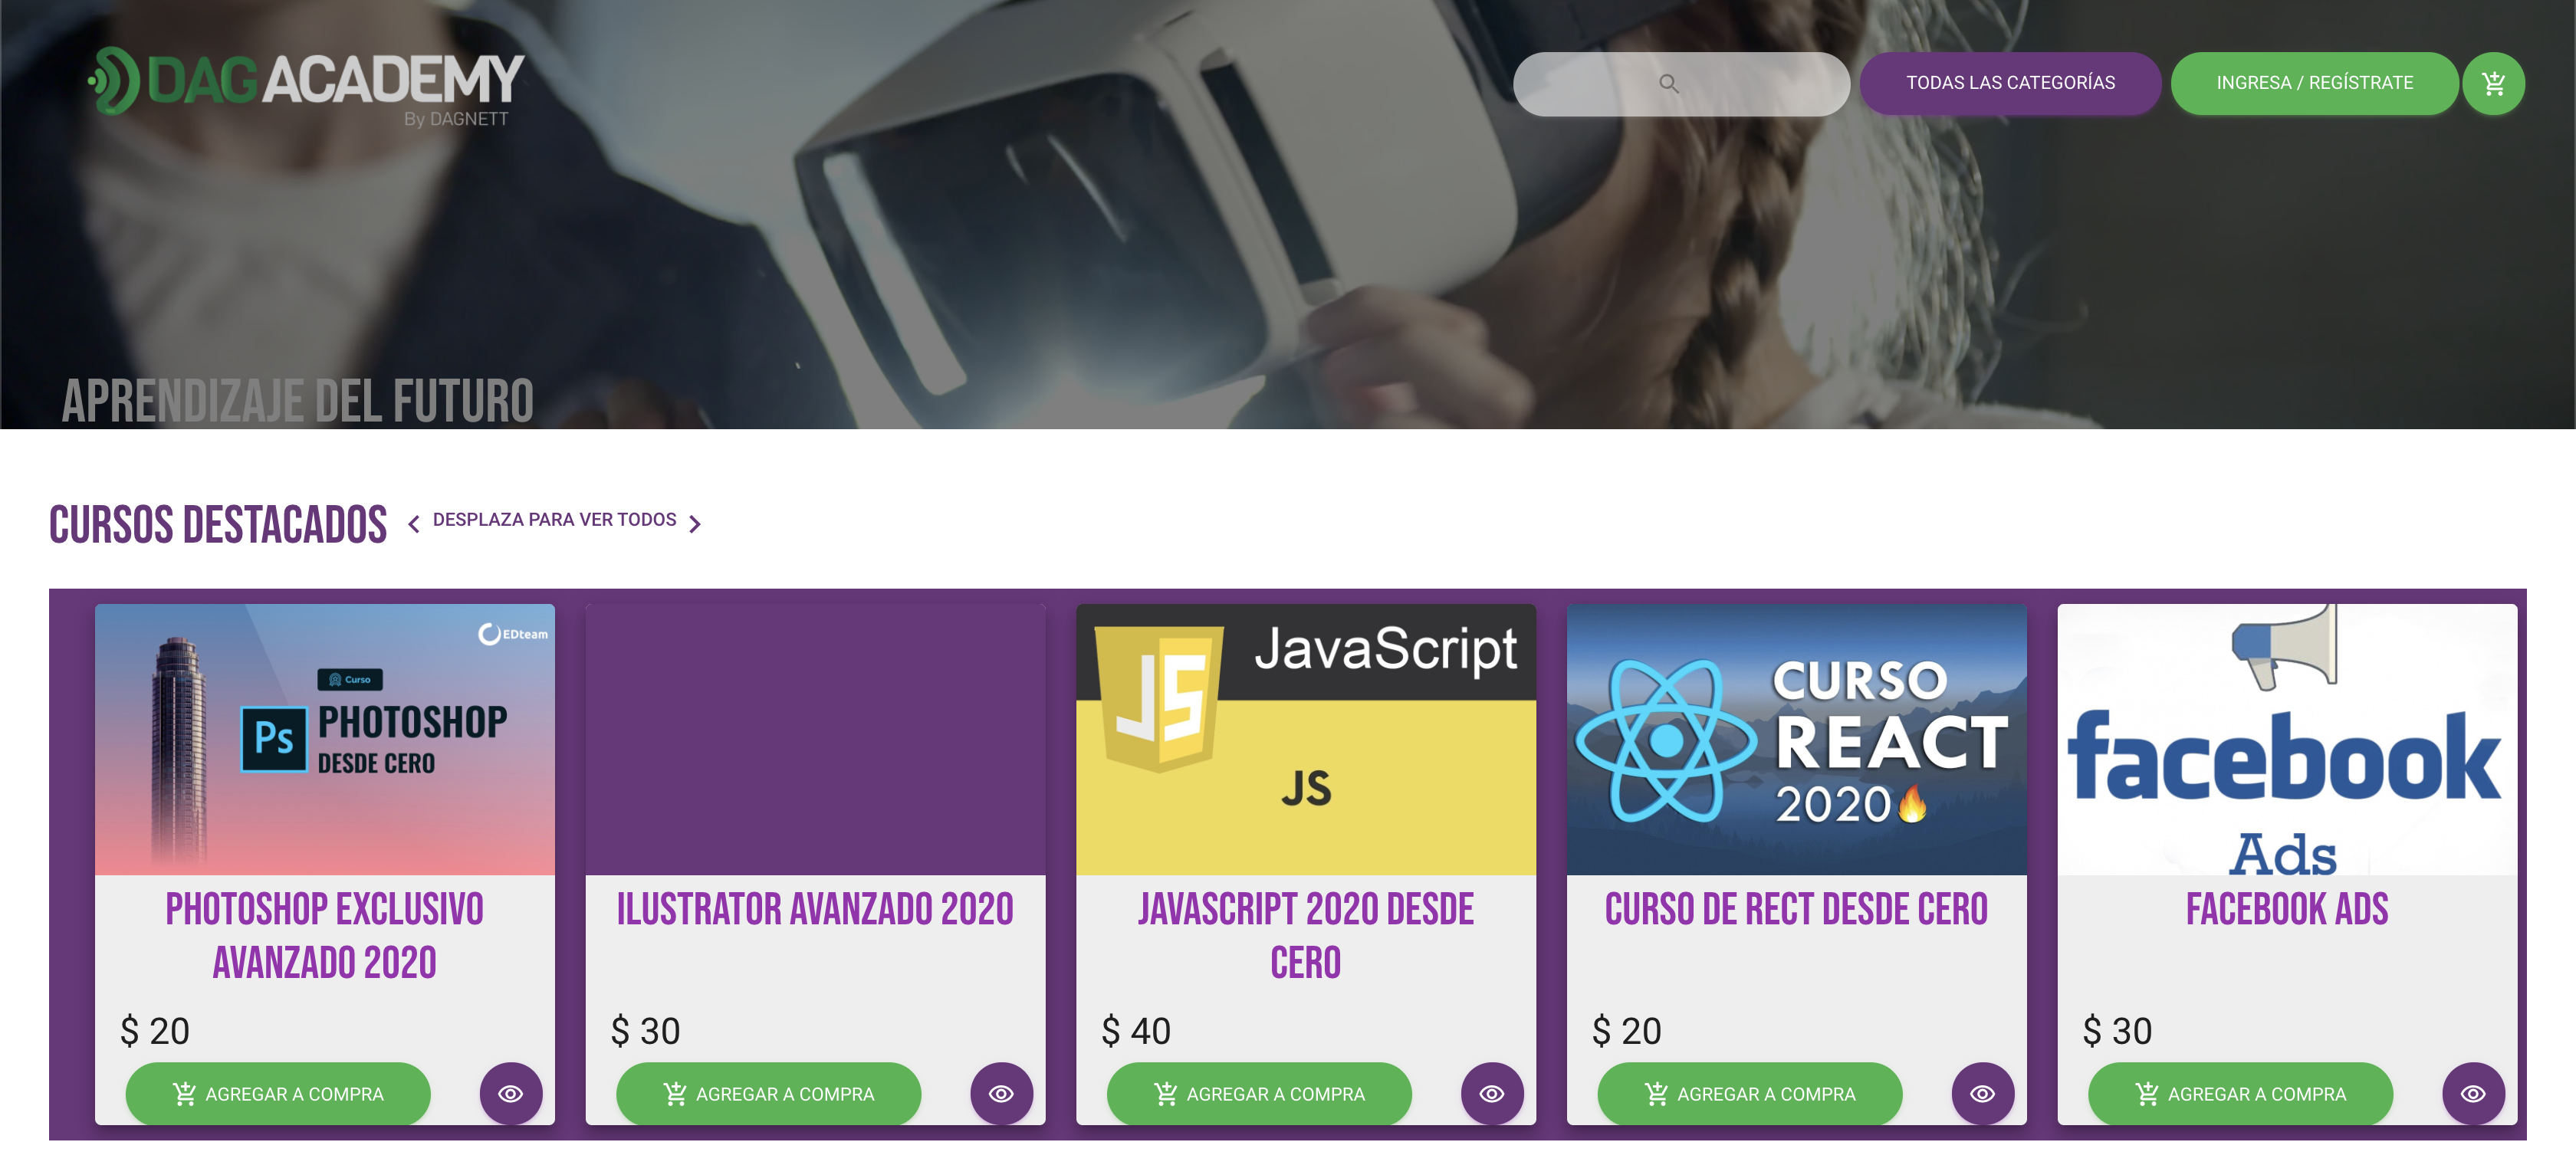 DAG ACADEMY
By DAGNETT
TODAS LAS CATEGORÍAS
INGRESA / REGÍSTRATE
APRENDIZAJE DEL FUTURO
CURSOS DESTACADOS
DESPLAZA PARA VER TODOS
EDteam
Curso
Ps
PHOTOSHOP
DESDE CERO
PHOTOSHOP EXCLUSIVO
AVANZADO 2020
$ 20
AGREGAR A COMPRA
ILUSTRATOR AVANZADO 2020
$ 30
AGREGAR A COMPRA
JavaScript
JS
JS
JAVASCRIPT 2020 DESDE
CERO
$ 40
AGREGAR A COMPRA
CURSO
REACT
2020🔥
CURSO DE RECT DESDE CERO
$ 20
AGREGAR A COMPRA
facebook
Ads
FACEBOOK ADS
$ 30
AGREGAR A COMPRA